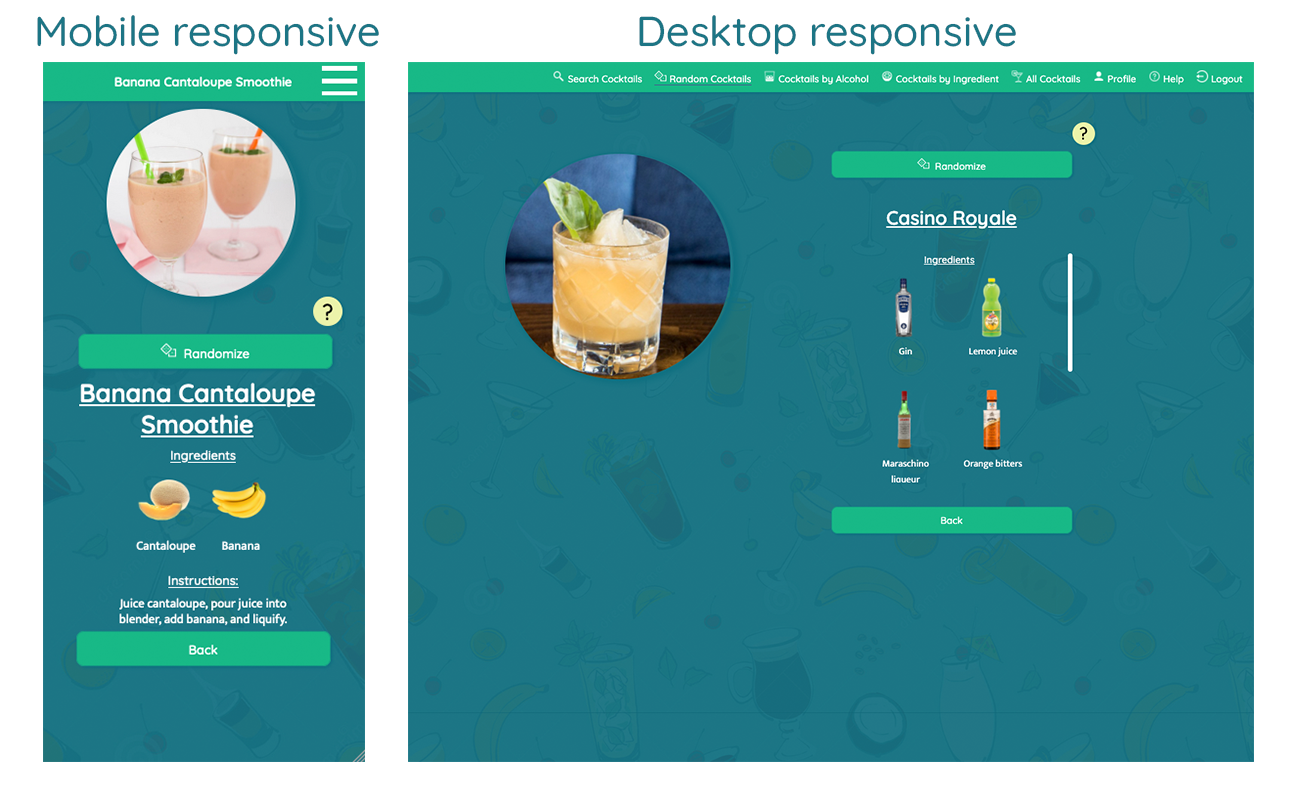 Mobile responsive
Desktop responsive
Banana Cantaloupe Smoothie
?
Randomize
Banana Cantaloupe
Smoothie
Ingredients
Cantaloupe Banana
Instructions:
Juice cantaloupe, pour juice into
blender, add banana, and liquify.
Back
Search Cocktails Random Cocktails Cocktails by Alcohol Cocktails by Ingredient All Cocktails Profile Help Logout
?
Randomize
Casino Royale
Ingredients
Gin Lemon juice
Maraschino Orange bitters
liqueur
Back